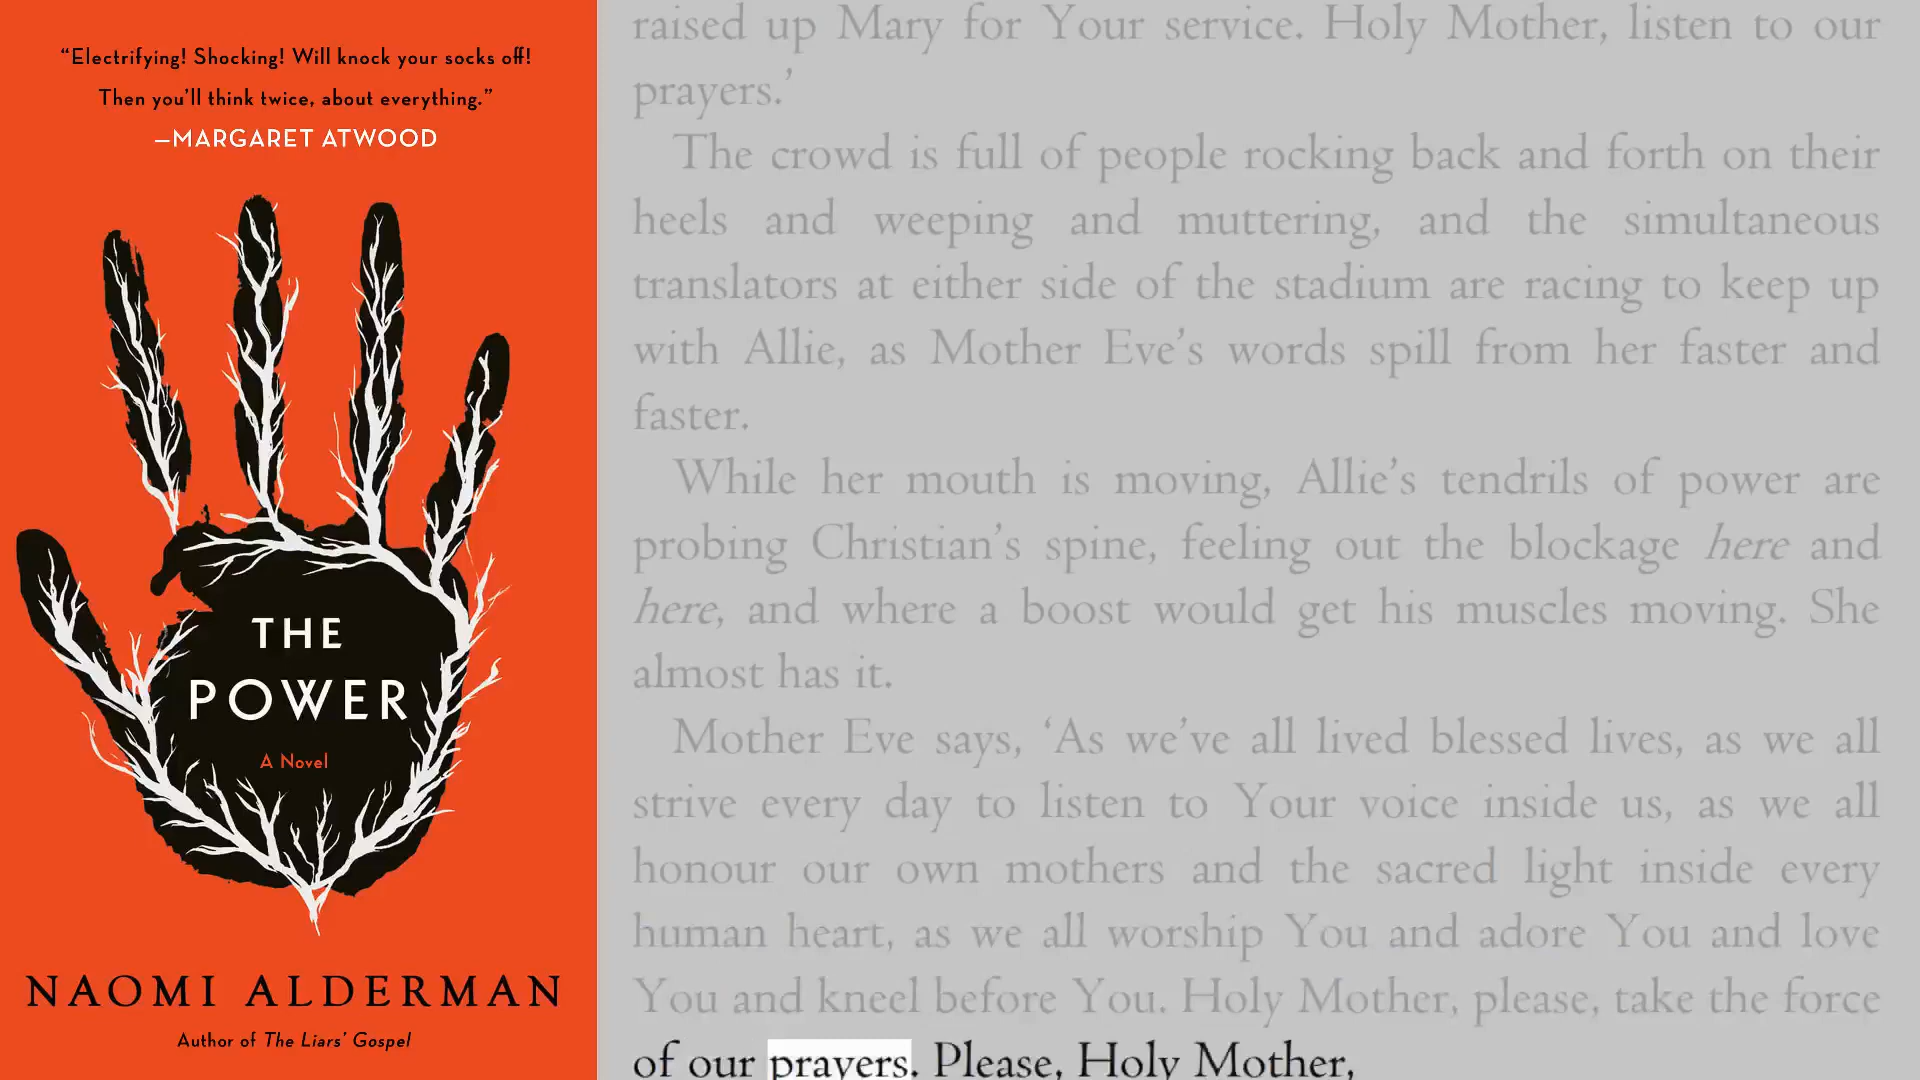 “Electrifying! Shocking! Will knock your socks off!
Then you’ll think twice, about everything.”
—MARGARET ATWOOD
THE
POWER
A Novel
NAOMI ALDERMAN
Author of The Liars’ Gospel
raised up Mary for Your service. Holy Mother, listen to our
prayers.’
The crowd is full of people rocking back and forth on their
heels and weeping and muttering, and the simultaneous
translators at either side of the stadium are racing to keep up
with Allie, as Mother Eve’s words spill from her faster and
faster.
While her mouth is moving, Allie’s tendrils of power are
probing Christian’s spine, feeling out the blockage here and
here, and where a boost would get his muscles moving. She
almost has it.
Mother Eve says, ‘As we’ve all lived blessed lives, as we all
strive every day to listen to Your voice inside us, as we all
honour our own mothers and the sacred light inside every
human heart, as we all worship You and adore You and love
You and kneel before You. Holy Mother, please, take the force
of our prayers. Please, Holy Mother,